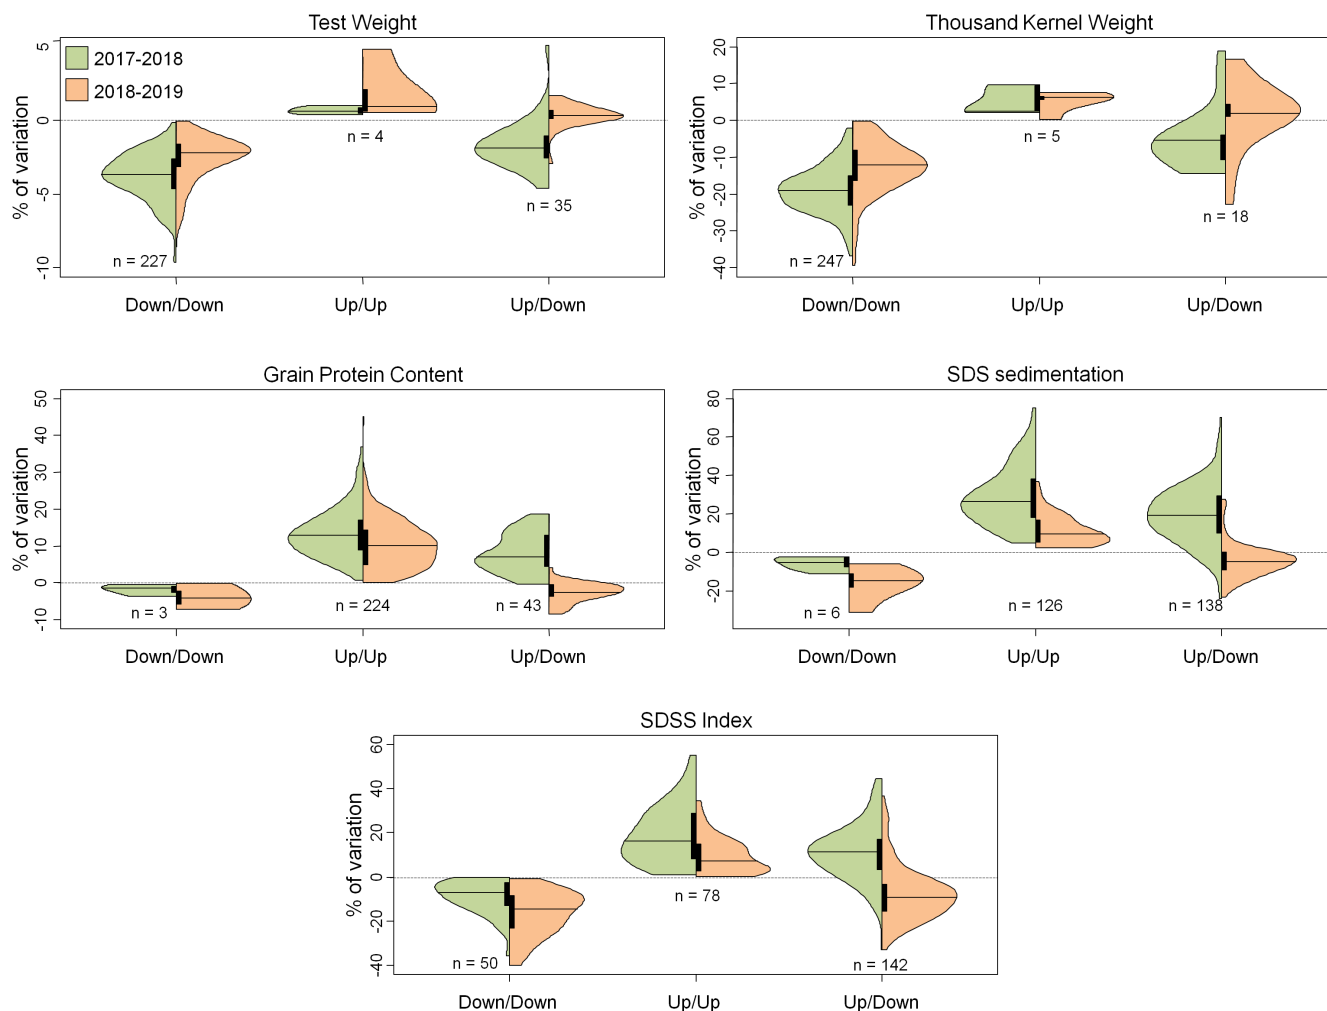 Test Weight
Thousand Kernel Weight
2017-2018
2018-2019
% of variation
5
0
-5
-10
n = 227
n = 4
n = 35
Down/Down
Up/Up
Up/Down
% of variation
20
10
0
-10
-20
-30
-40
n = 247
n = 5
n = 18
Down/Down
Up/Up
Up/Down
Grain Protein Content
SDS sedimentation
% of variation
50
40
30
20
10
0
-10
n = 3
n = 224
n = 43
Down/Down
Up/Up
Up/Down
% of variation
80
60
40
20
0
-20
n = 6
n = 126
n = 138
Down/Down
Up/Up
Up/Down
SDSS Index
% of variation
60
40
20
0
-20
-40
n = 50
n = 78
n = 142
Down/Down
Up/Up
Up/Down